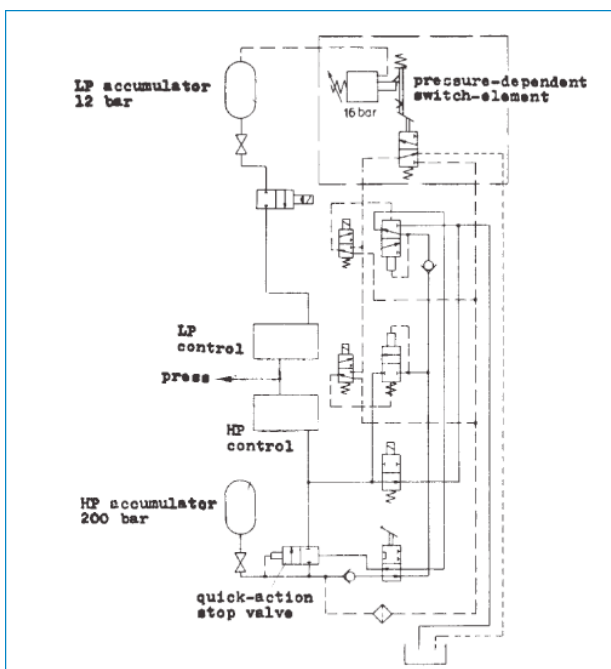 LP accumulator
12 bar
pressure-dependent
switch-element
16 bar
LP
control
press
HP
control
HP accumulator
200 bar
quick-action
stop valve